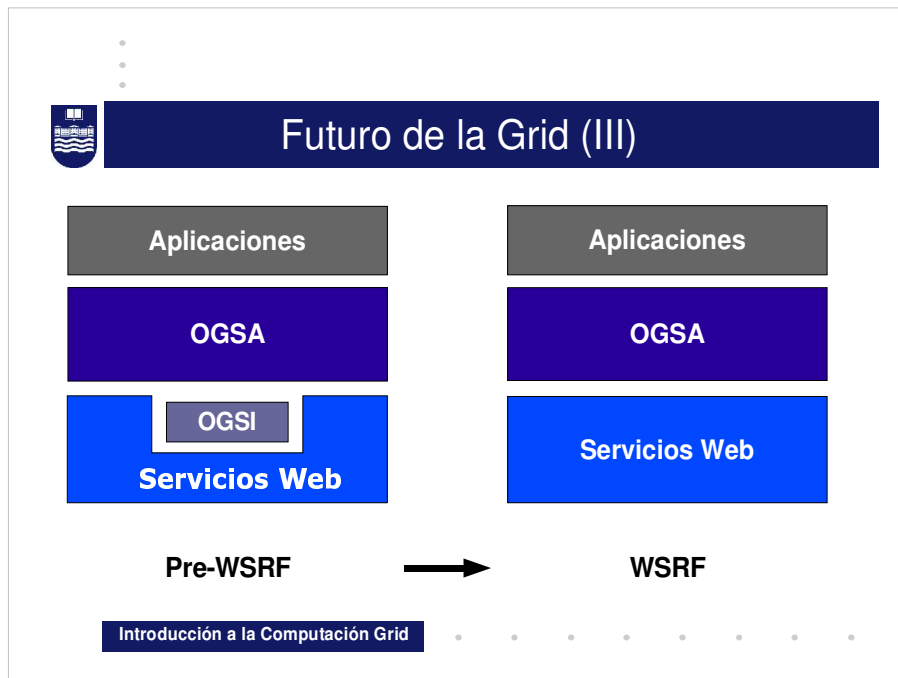 Futuro de la Grid (III)
Aplicaciones
OGSA
OGSI
Servicios Web
Pre-WSRF
Aplicaciones
OGSA
Servicios Web
WSRF
Introducción a la Computación Grid